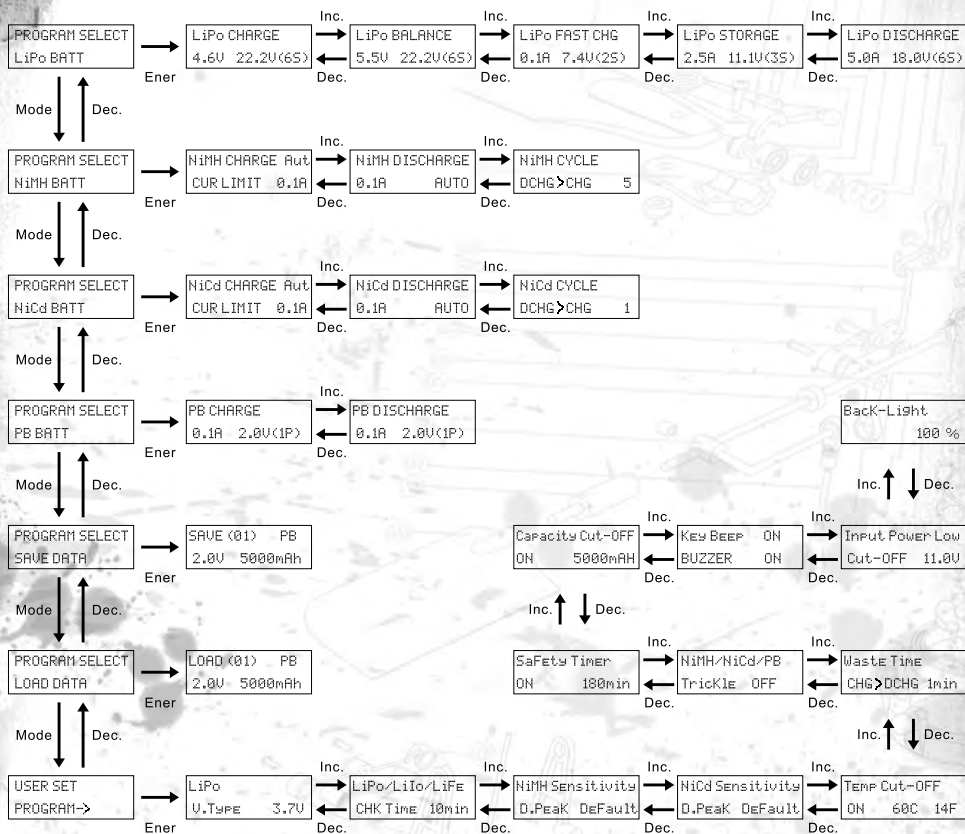 Inc. Inc. Inc. Inc.
PROGRAM SELECT LiPo CHARGE LiPo BALANCE LiPo FAST CHG LiPo STORAGE LiPo DISCHARGE
LiPo BATT 4.6V 22.2V(6S) 5.5V 22.2V(6S) 0.1A 7.4V(2S) 2.5A 11.1V(3S) 5.0A 18.0V(6S)
Ener Dec. Dec. Dec. Dec.
Mode Dec.
Inc. Inc.
PROGRAM SELECT NiMH CHARGE Aut NiMH DISCHARGE NiMH CYCLE
NiMH BATT CUR LIMIT 0.1A 0.1A AUTO DCHG>CHG 5
Ener Dec. Dec.
Mode Dec.
Inc. Inc.
PROGRAM SELECT NiCd CHARGE Aut NiCd DISCHARGE NiCd CYCLE
NiCd BATT CUR LIMIT 0.1A 0.1A AUTO DCHG>CHG 1
Ener Dec. Dec.
Mode Dec.
Inc.
PROGRAM SELECT PB CHARGE PB DISCHARGE BacK-Li9ht
PB BATT 0.1A 2.0V(1P) 0.1A 2.0V(1P) 100 %
Ener Dec.
Mode Dec. Inc. Dec.
Inc. Inc.
PROGRAM SELECT SAVE (01) PB Capacity Cut-OFF Key Beep ON Input Power Low
SAVE DATA 2.0V 5000mAh ON 5000mAH BUZZER ON Cut-OFF 11.0V
Ener Dec. Dec.
Mode Dec. Inc. Dec.
Inc. Inc.
PROGRAM SELECT LOAD (01) PB SaFety Timer NiMH/NiCd/PB Waste Time
LOAD DATA 2.0V 5000mAh ON 180min TricKle OFF CHG>DCHG 1min
Ener Dec. Dec.
Mode Dec. Inc. Dec.
Inc. Inc. Inc. Inc.
USER SET LiPo LiPo/LiIo/LiFe NiMH Sensitivity NiCd Sensitivity Temp Cut-OFF
PROGRAM-> V.Type 3.7V CHK Time 10min D.PeaK DeFault D.PeaK DeFault ON 60C 14F
Ener Dec. Dec. Dec. Dec.